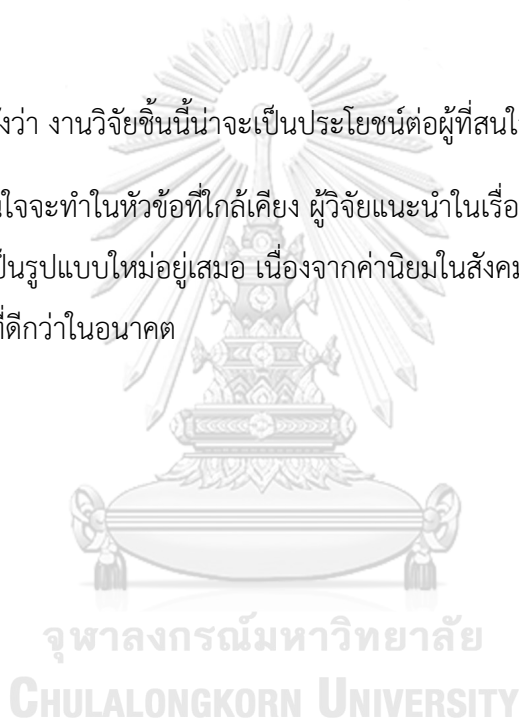 งว่า งานวิจัยชิ้นนี้น่าจะเป็นประโยชน์ต่อผู้ที่สนใ
นใจจะทำในหัวข้อที่ใกล้เคียง ผู้วิจัยแนะนำในเรื่อ
ป็นรูปแบบใหม่อยู่เสมอ เนื่องจากค่านิยมในสังคม
ที่ดีกว่าในอนาคต
จุฬาลงกรณ์มหาวิทยาลัย
CHULALONGKORN UNIVERSITY